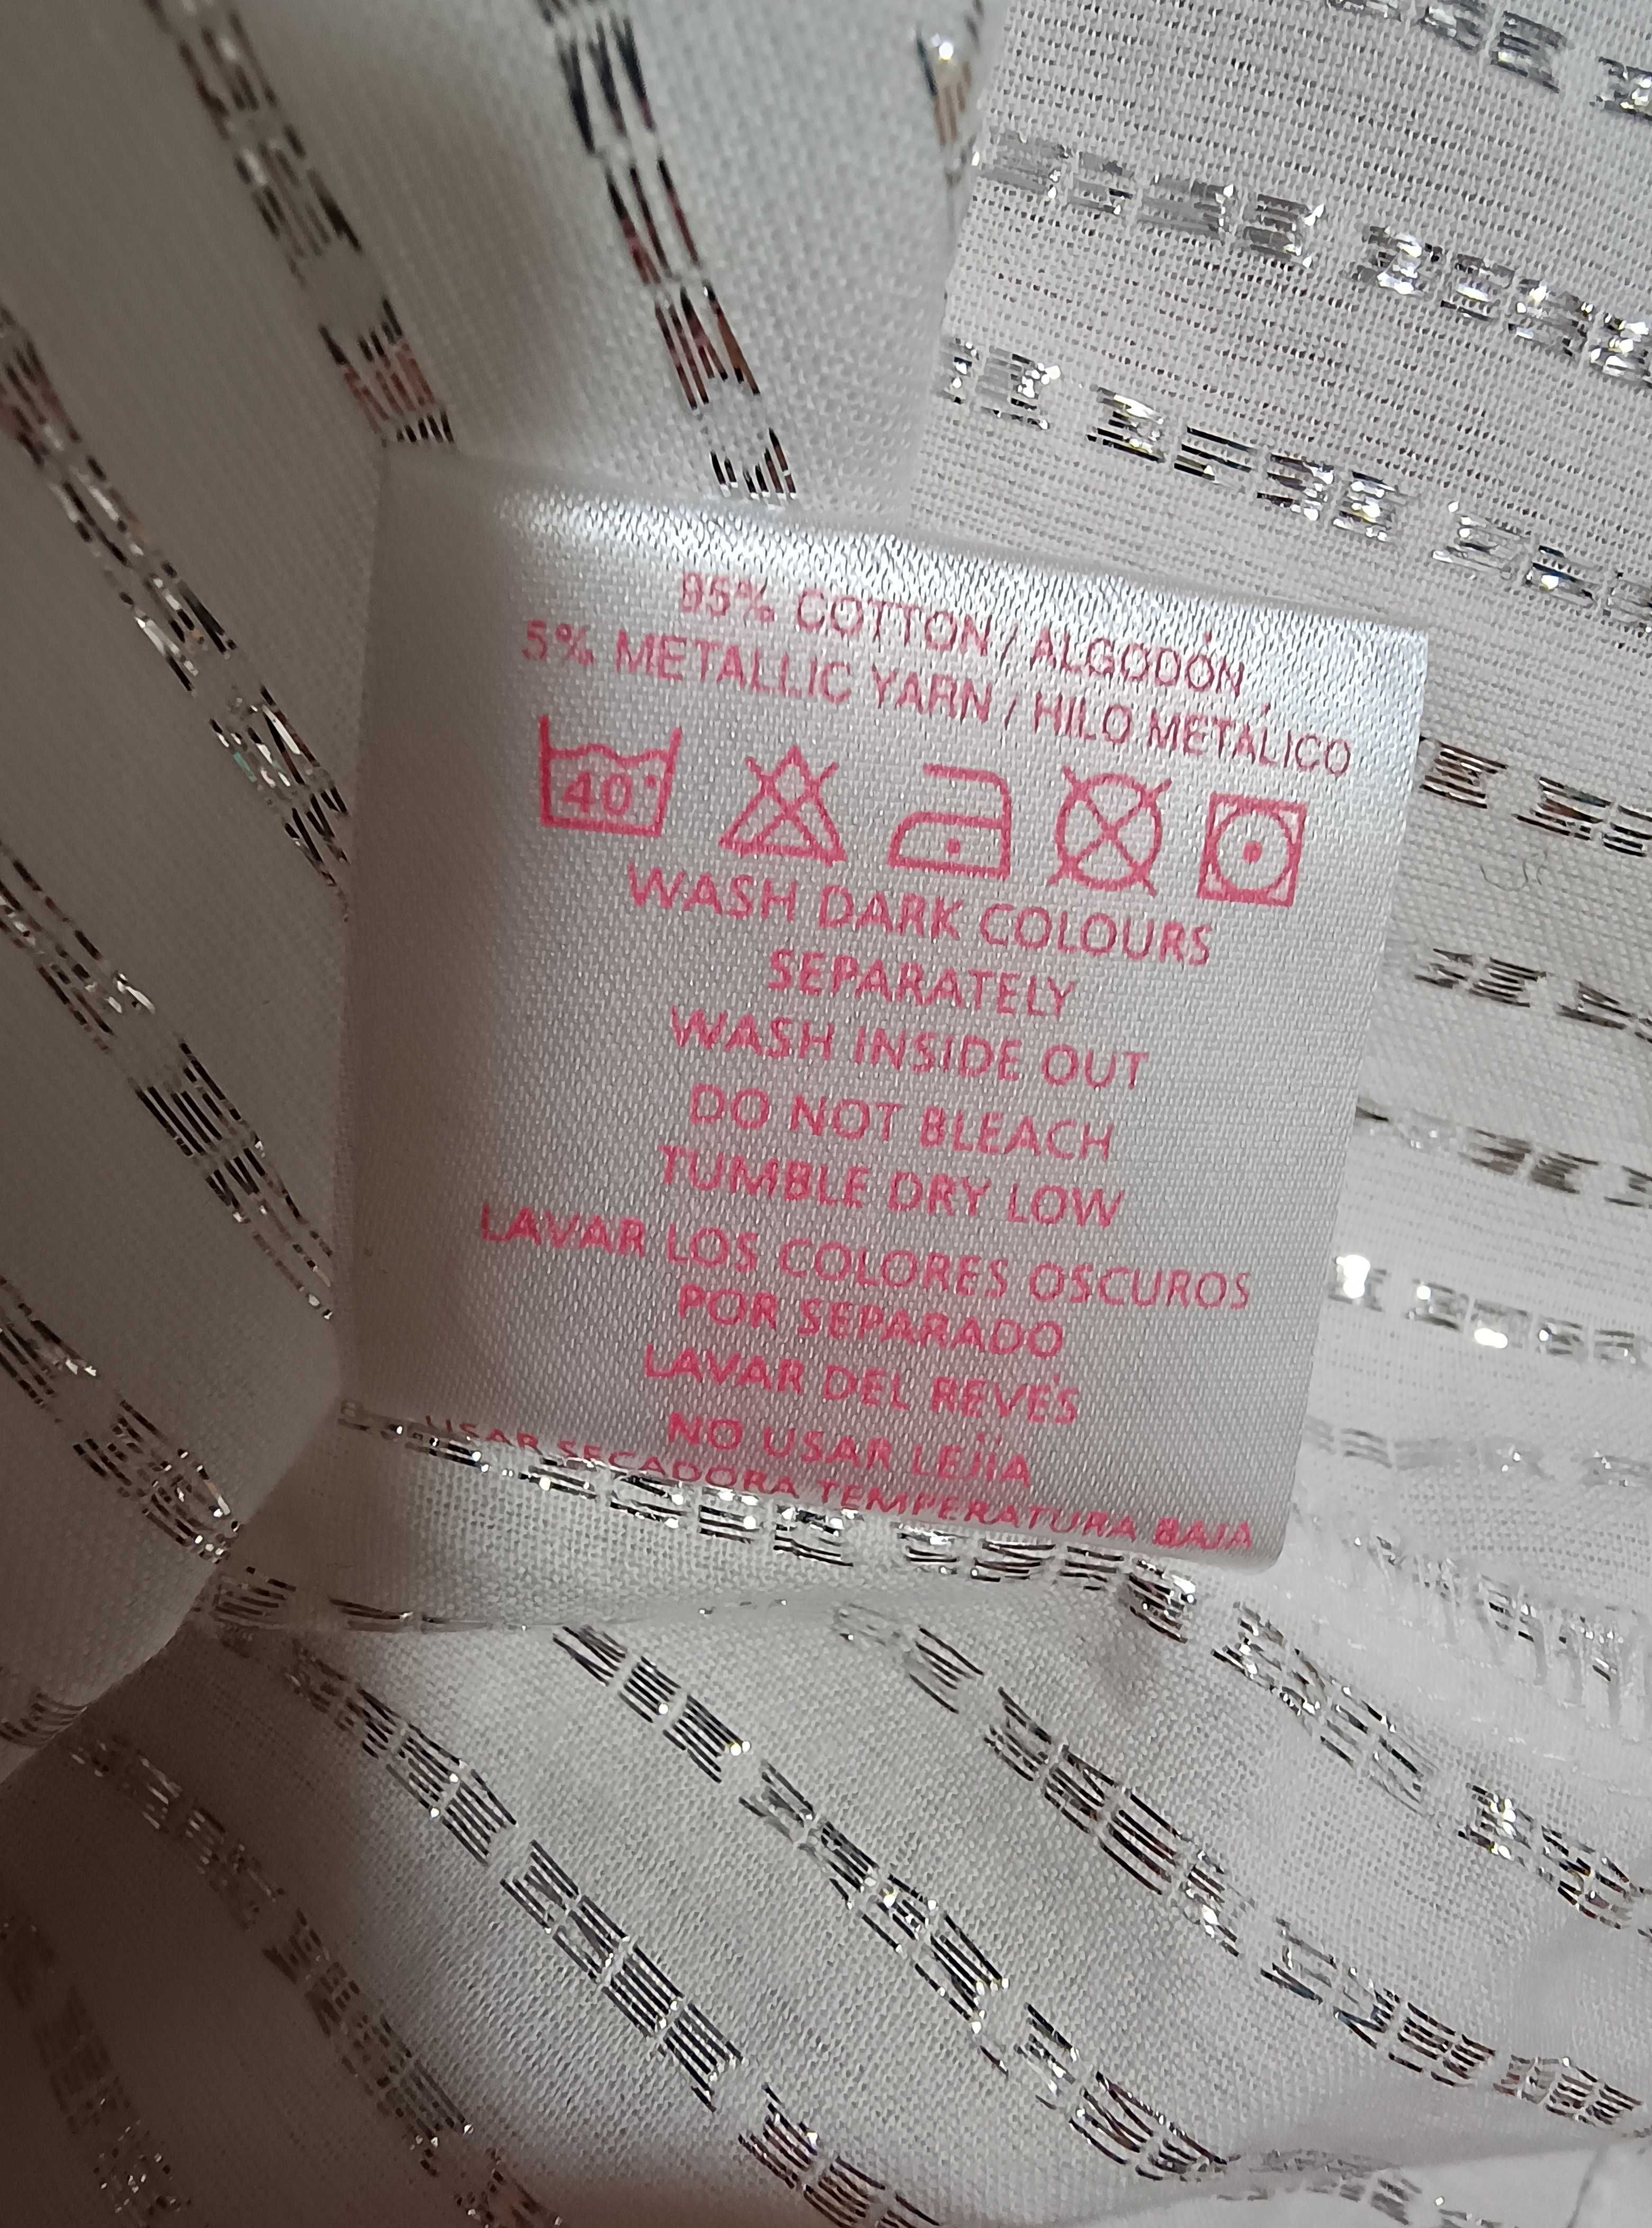 95% COTTON / ALGODÓN
5% METALLIC YARN / HILO METÁLICO
40°
WASH DARK COLOURS
SEPARATELY
WASH INSIDE OUT
DO NOT BLEACH
TUMBLE DRY LOW
LAVAR LOS COLORES OSCUROS
POR SEPARADO
LAVAR DEL REVE'S
NO USAR LEJÍA
USAR SECADORA TEMPERATURA BAJA